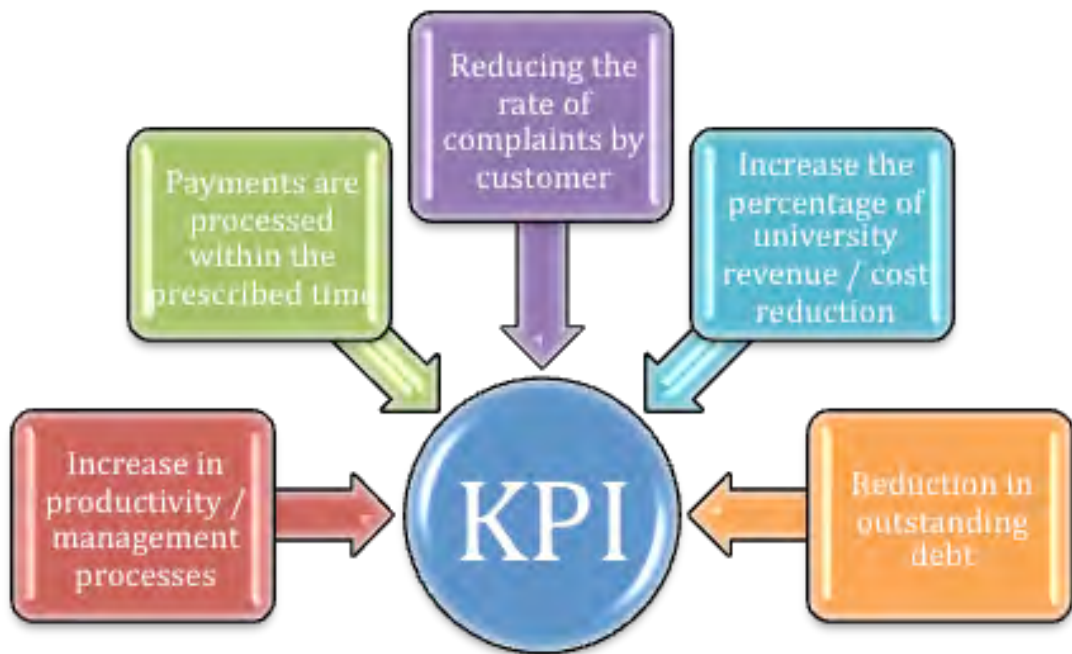 Increase in
productivity /
management
processes
Payments are
processed
within the
prescribed time
Reducing the
rate of
complaints by
customer
Increase the
percentage of
university
revenue / cost
reduction
Reduction in
outstanding
debt
KPI